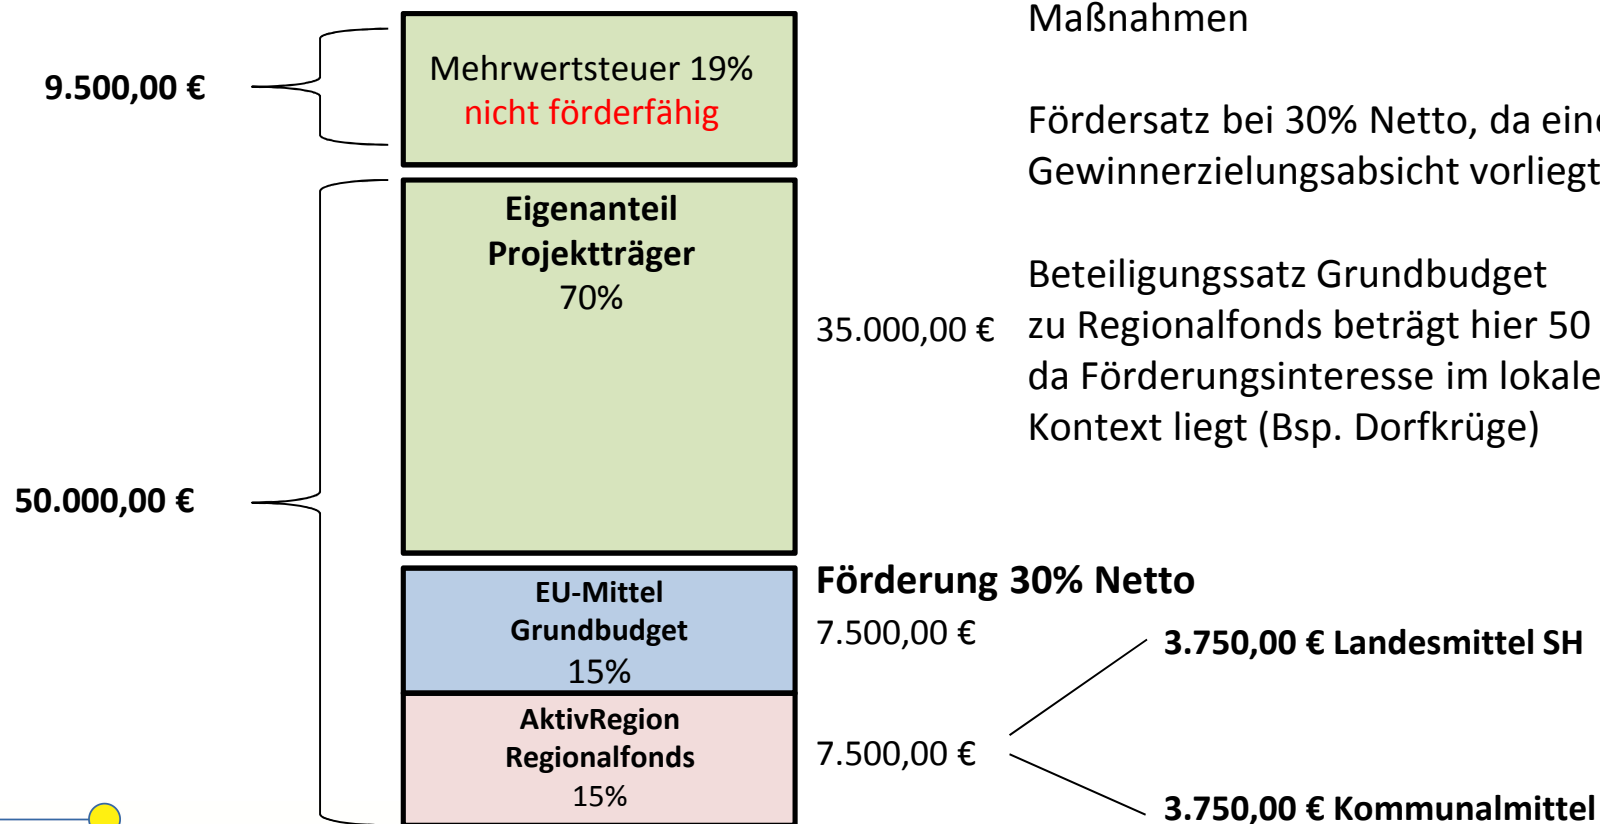 Maßnahmen
9.500,00 €
Mehrwertsteuer 19%
nicht förderfähig
Fördersatz bei 30% Netto, da
Gewinnerzielungsabsicht vorliegt
Eigenanteil
Projektträger
70%
35.000,00 €
Beteiligungssatz Grundbudget
zu Regionalfonds beträgt hier 50
da Förderungsinteresse im
Kontext liegt (Bsp. Dorfkrüge)
50.000,00 €
Förderung 30% Netto
EU-Mittel
Grundbudget
15%
7.500,00 €
3.750,00 € Landesmittel SH
AktivRegion
Regionalfonds
15%
7.500,00 €
3.750,00 € Kommunalmittel